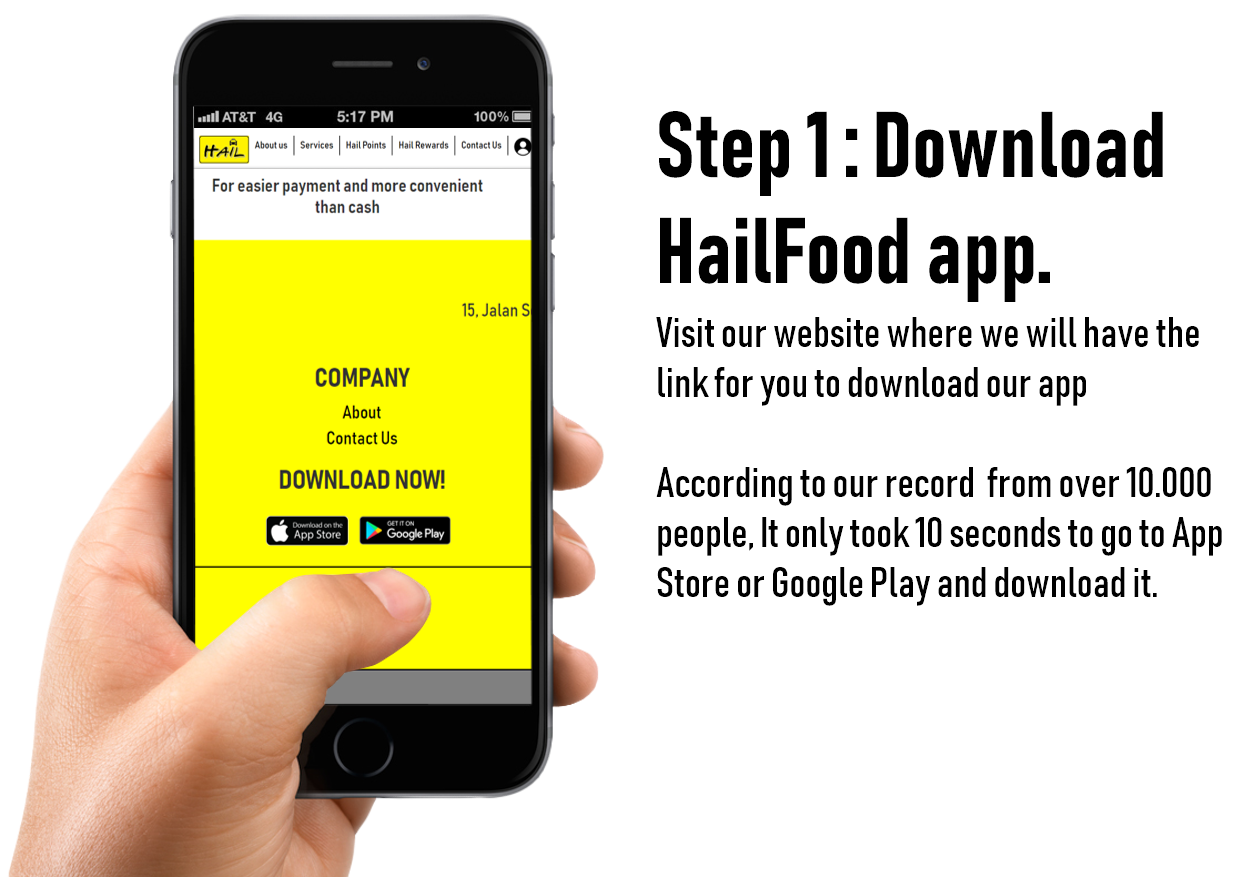 AT&T 4G 5:17 PM 100%
HAIL About us Services Hail Points Hail Rewards Contact Us
For easier payment and more convenient
than cash
15, Jalan S
COMPANY
About
Contact Us
DOWNLOAD NOW!
Download on the
App Store
GET IT ON
Google Play
Step 1 : Download
HailFood app.
Visit our website where we will have the
link for you to download our app
According to our record from over 10.000
people, It only took 10 seconds to go to App
Store or Google Play and download it.